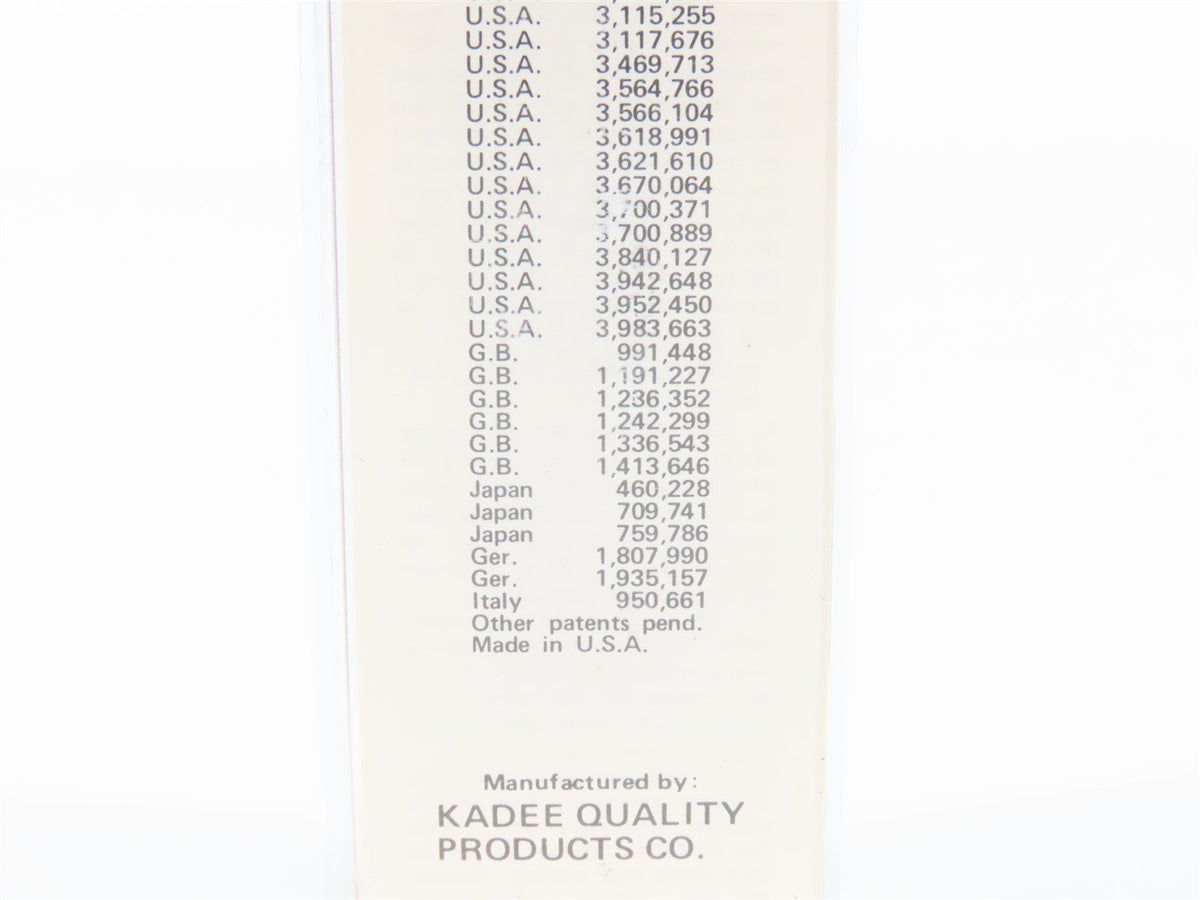 U.S.A. 3,115,255
U.S.A. 3,117,676
U.S.A. 3,469,713
U.S.A. 3,564,766
U.S.A. 3,566,104
U.S.A. 3,618,991
U.S.A. 3,621,610
U.S.A. 3,670,064
U.S.A. 3,700,371
U.S.A. 3,700,889
U.S.A. 3,840,127
U.S.A. 3,942,648
U.S.A. 3,952,450
U.S.A. 3,983,663
G.B. 991,448
G.B. 1,191,227
G.B. 1,236,352
G.B. 1,242,299
G.B. 1,336,543
G.B. 1,413,646
Japan 460,228
Japan 709,741
Japan 759,786
Ger. 1,807,990
Ger. 1,935,157
Italy 950,661
Other patents pend.
Made in U.S.A.
Manufactured by:
KADEE QUALITY
PRODUCTS CO.